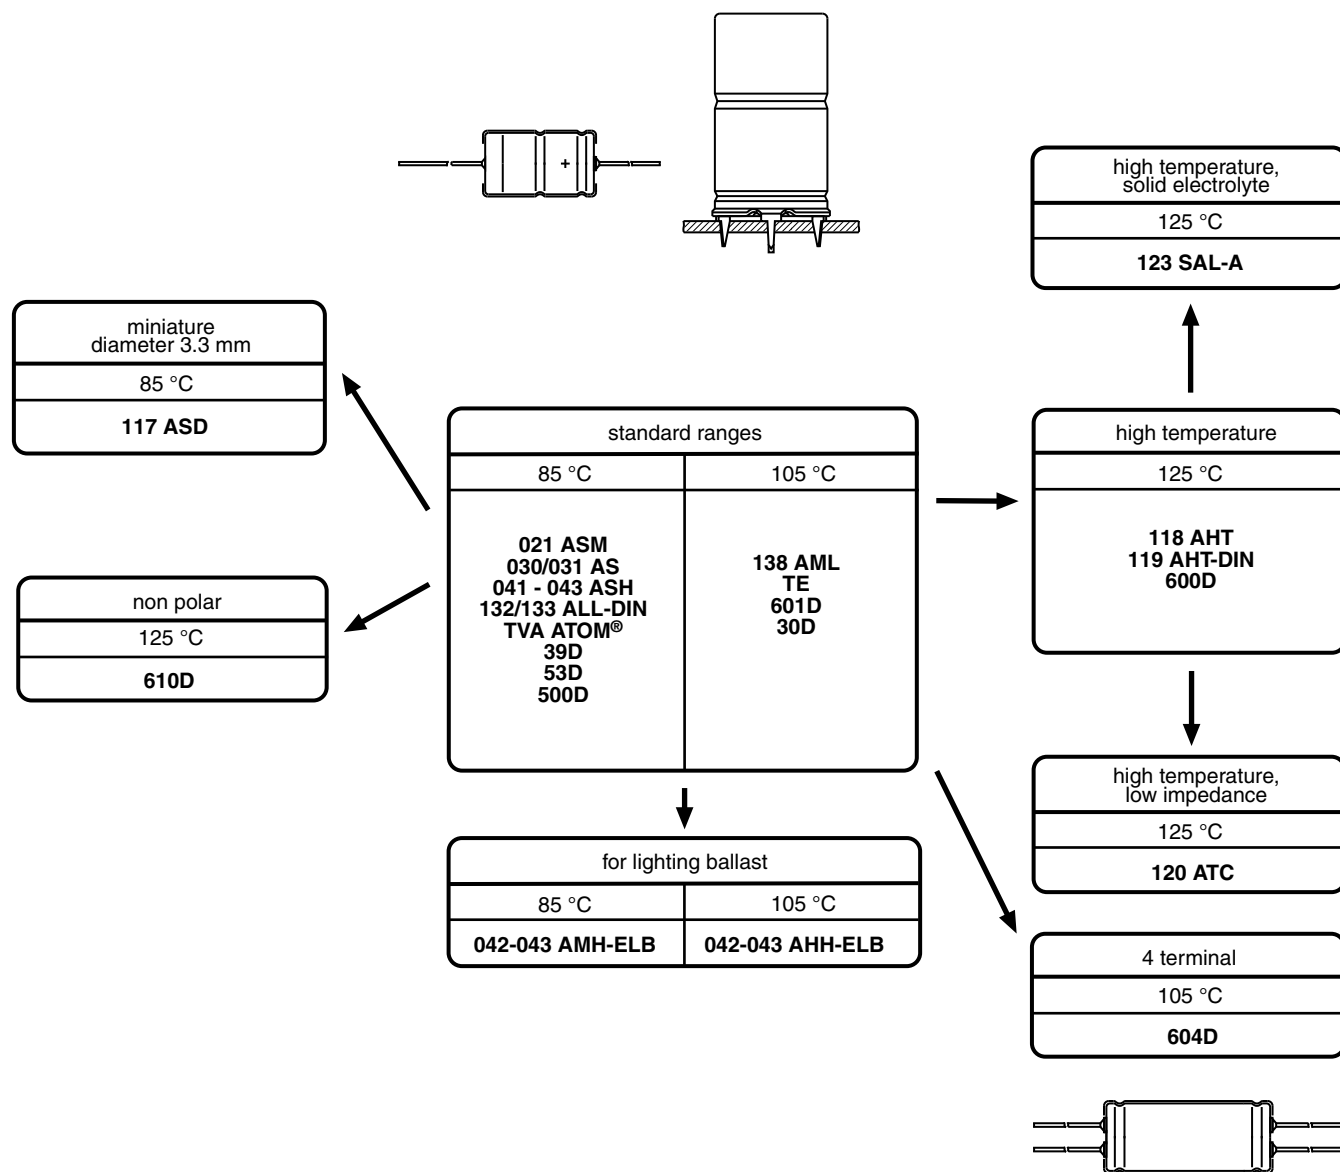 +
high temperature,
solid electrolyte
125 °C
123 SAL-A
miniature
diameter 3.3 mm
85 °C
117 ASD
standard ranges
85 °C
105 °C
021 ASM
030/031 AS
041 - 043 ASH
132/133 ALL-DIN
TVA ATOM®
39D
53D
500D
138 AML
TE
601D
30D
high temperature
125 °C
118 AHT
119 AHT-DIN
600D
non polar
125 °C
610D
high temperature,
low impedance
125 °C
120 ATC
for lighting ballast
85 °C
105 °C
042-043 AMH-ELB
042-043 AHH-ELB
4 terminal
105 °C
604D